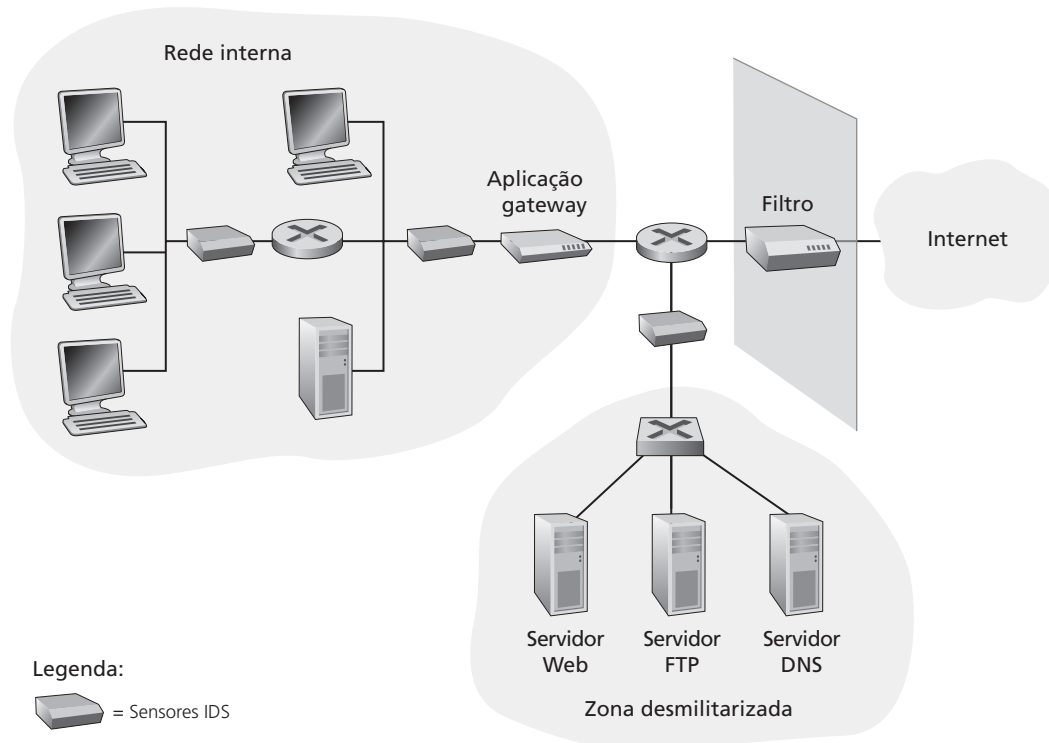 Rede interna
Aplicação
gateway
Filtro
Internet
Servidor
Web
Servidor
FTP
Servidor
DNS
Zona desmilitarizada
Legenda:
= Sensores IDS